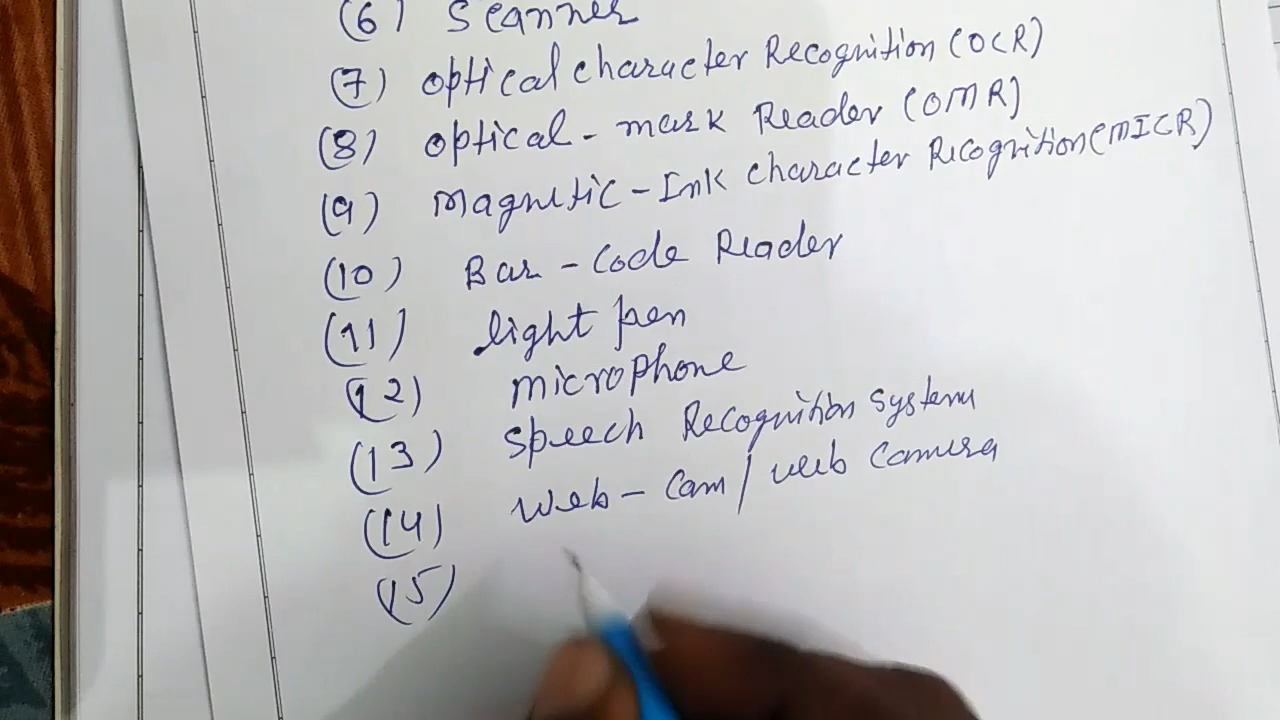 (6) Scanner
(7) Optical character Recognition (OCR)
(8) Optical - mark Reader (OMR)
(9) Magnetic - Ink character Recognition (MICR)
(10) Bar - Code Reader
(11) light pen
(12) microphone
(13) Speech Recognition System
(14) Web - Cam / web camera
(15)